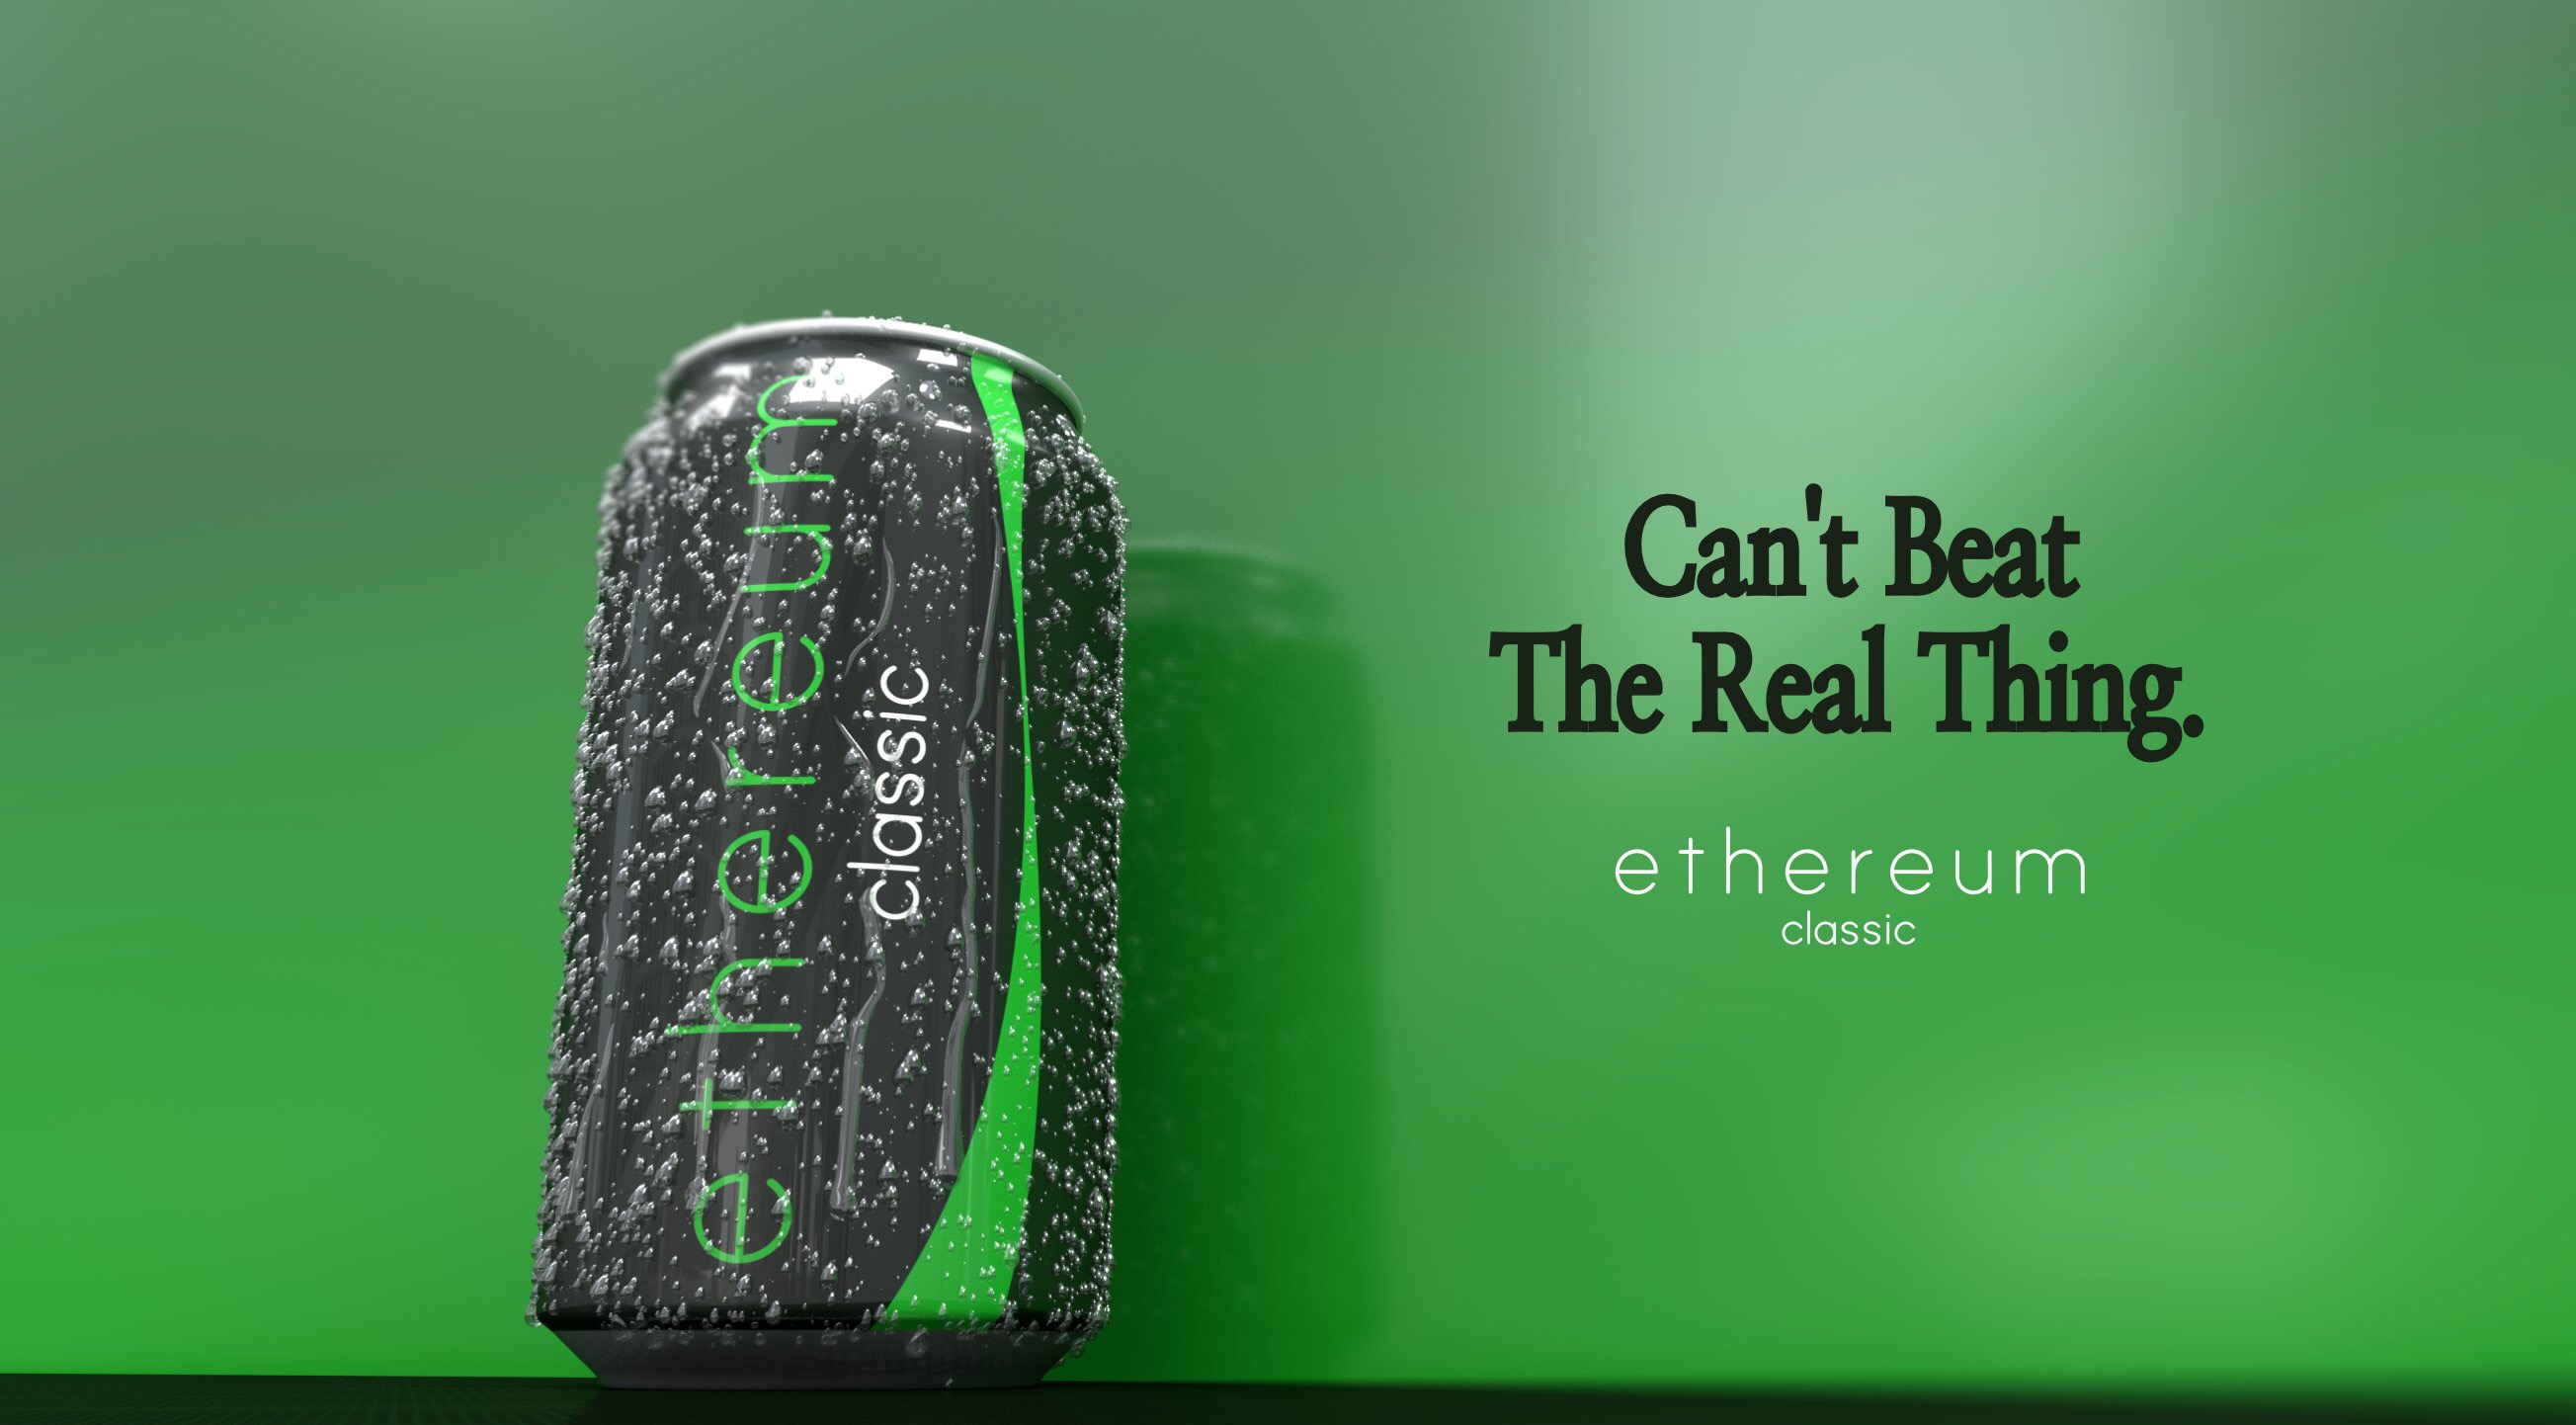 ethereum
classic
Can't Beat
The Real Thing.
ethereum
classic